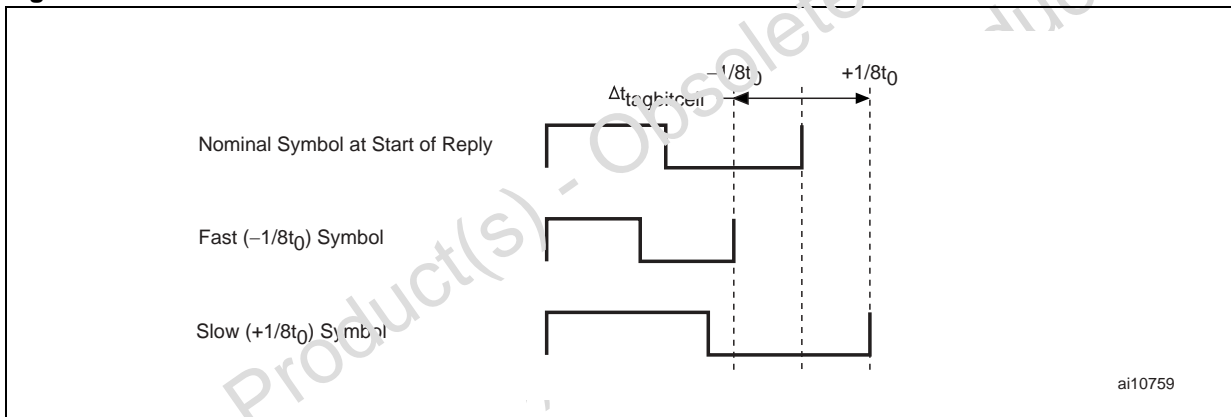 Product(s) - Obsolete
−1/8t0 +1/8t0
Δttagbitcell
Nominal Symbol at Start of Reply
Fast (−1/8t0) Symbol
Slow (+1/8t0) Symbol
ai10759